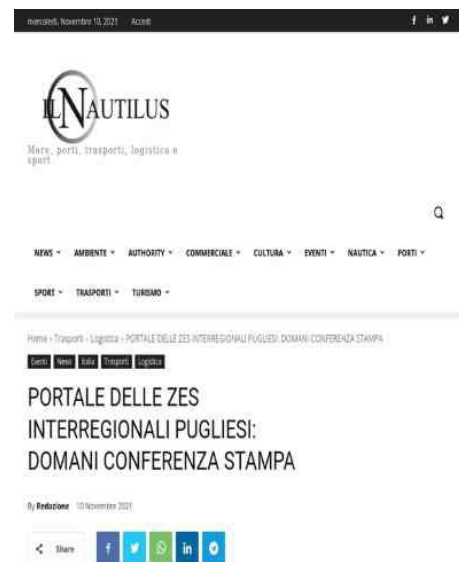 mercoledì, Novembre 10, 2021 Accedi
IL NAUTILUS
Mare, porti, trasporti, logistica e
sport
NEWS AMBIENTE AUTHORITY COMMERCIALE CULTURA EVENTI NAUTICA PORTI
SPORT TRASPORTI TURISMO
Home › Trasporti › Logistica › PORTALE DELLE ZES INTERREGIONALI PUGLIESI: DOMANI CONFERENZA STAMPA
Eventi News Italia Trasporti Logistica
PORTALE DELLE ZES
INTERREGIONALI PUGLIESI:
DOMANI CONFERENZA STAMPA
By Redazione 10 Novembre 2021
Share